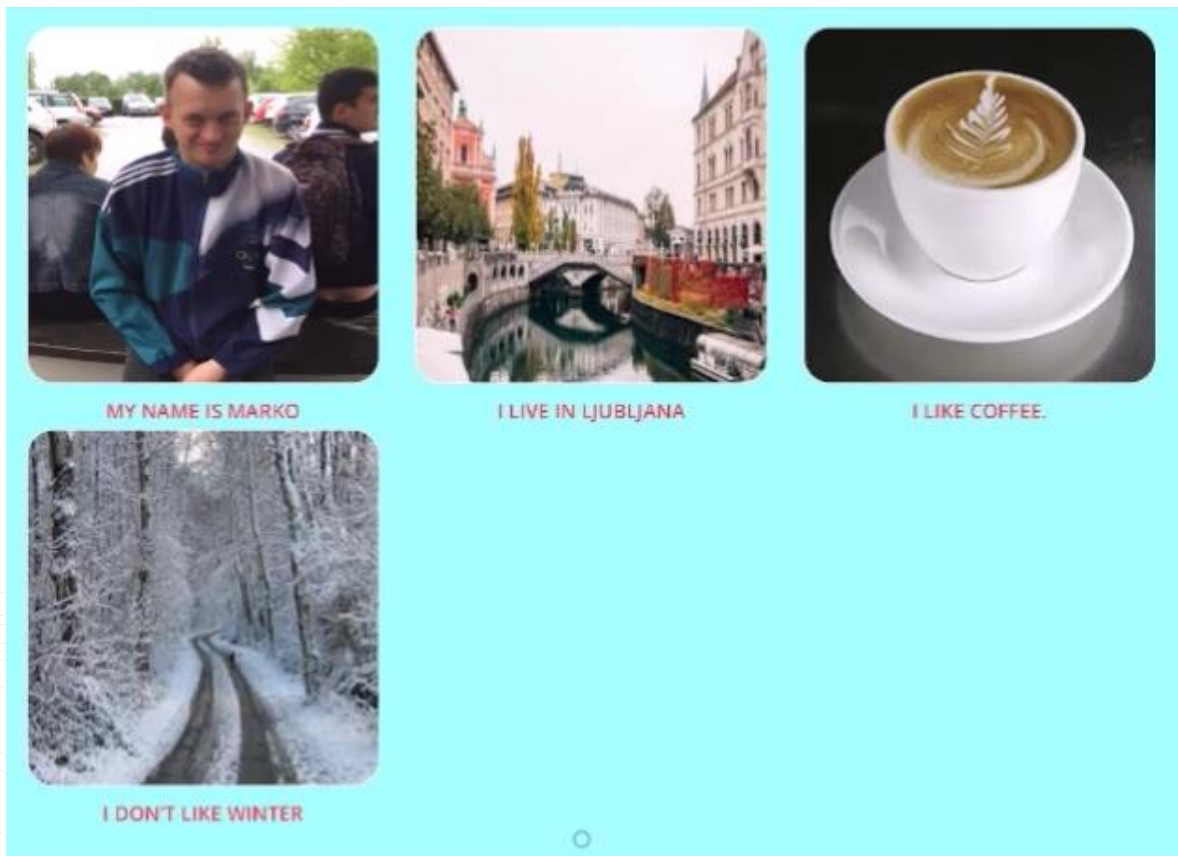 MY NAME IS MARKO
I LIVE IN LJUBLJANA
I LIKE COFFEE.
I DON'T LIKE WINTER